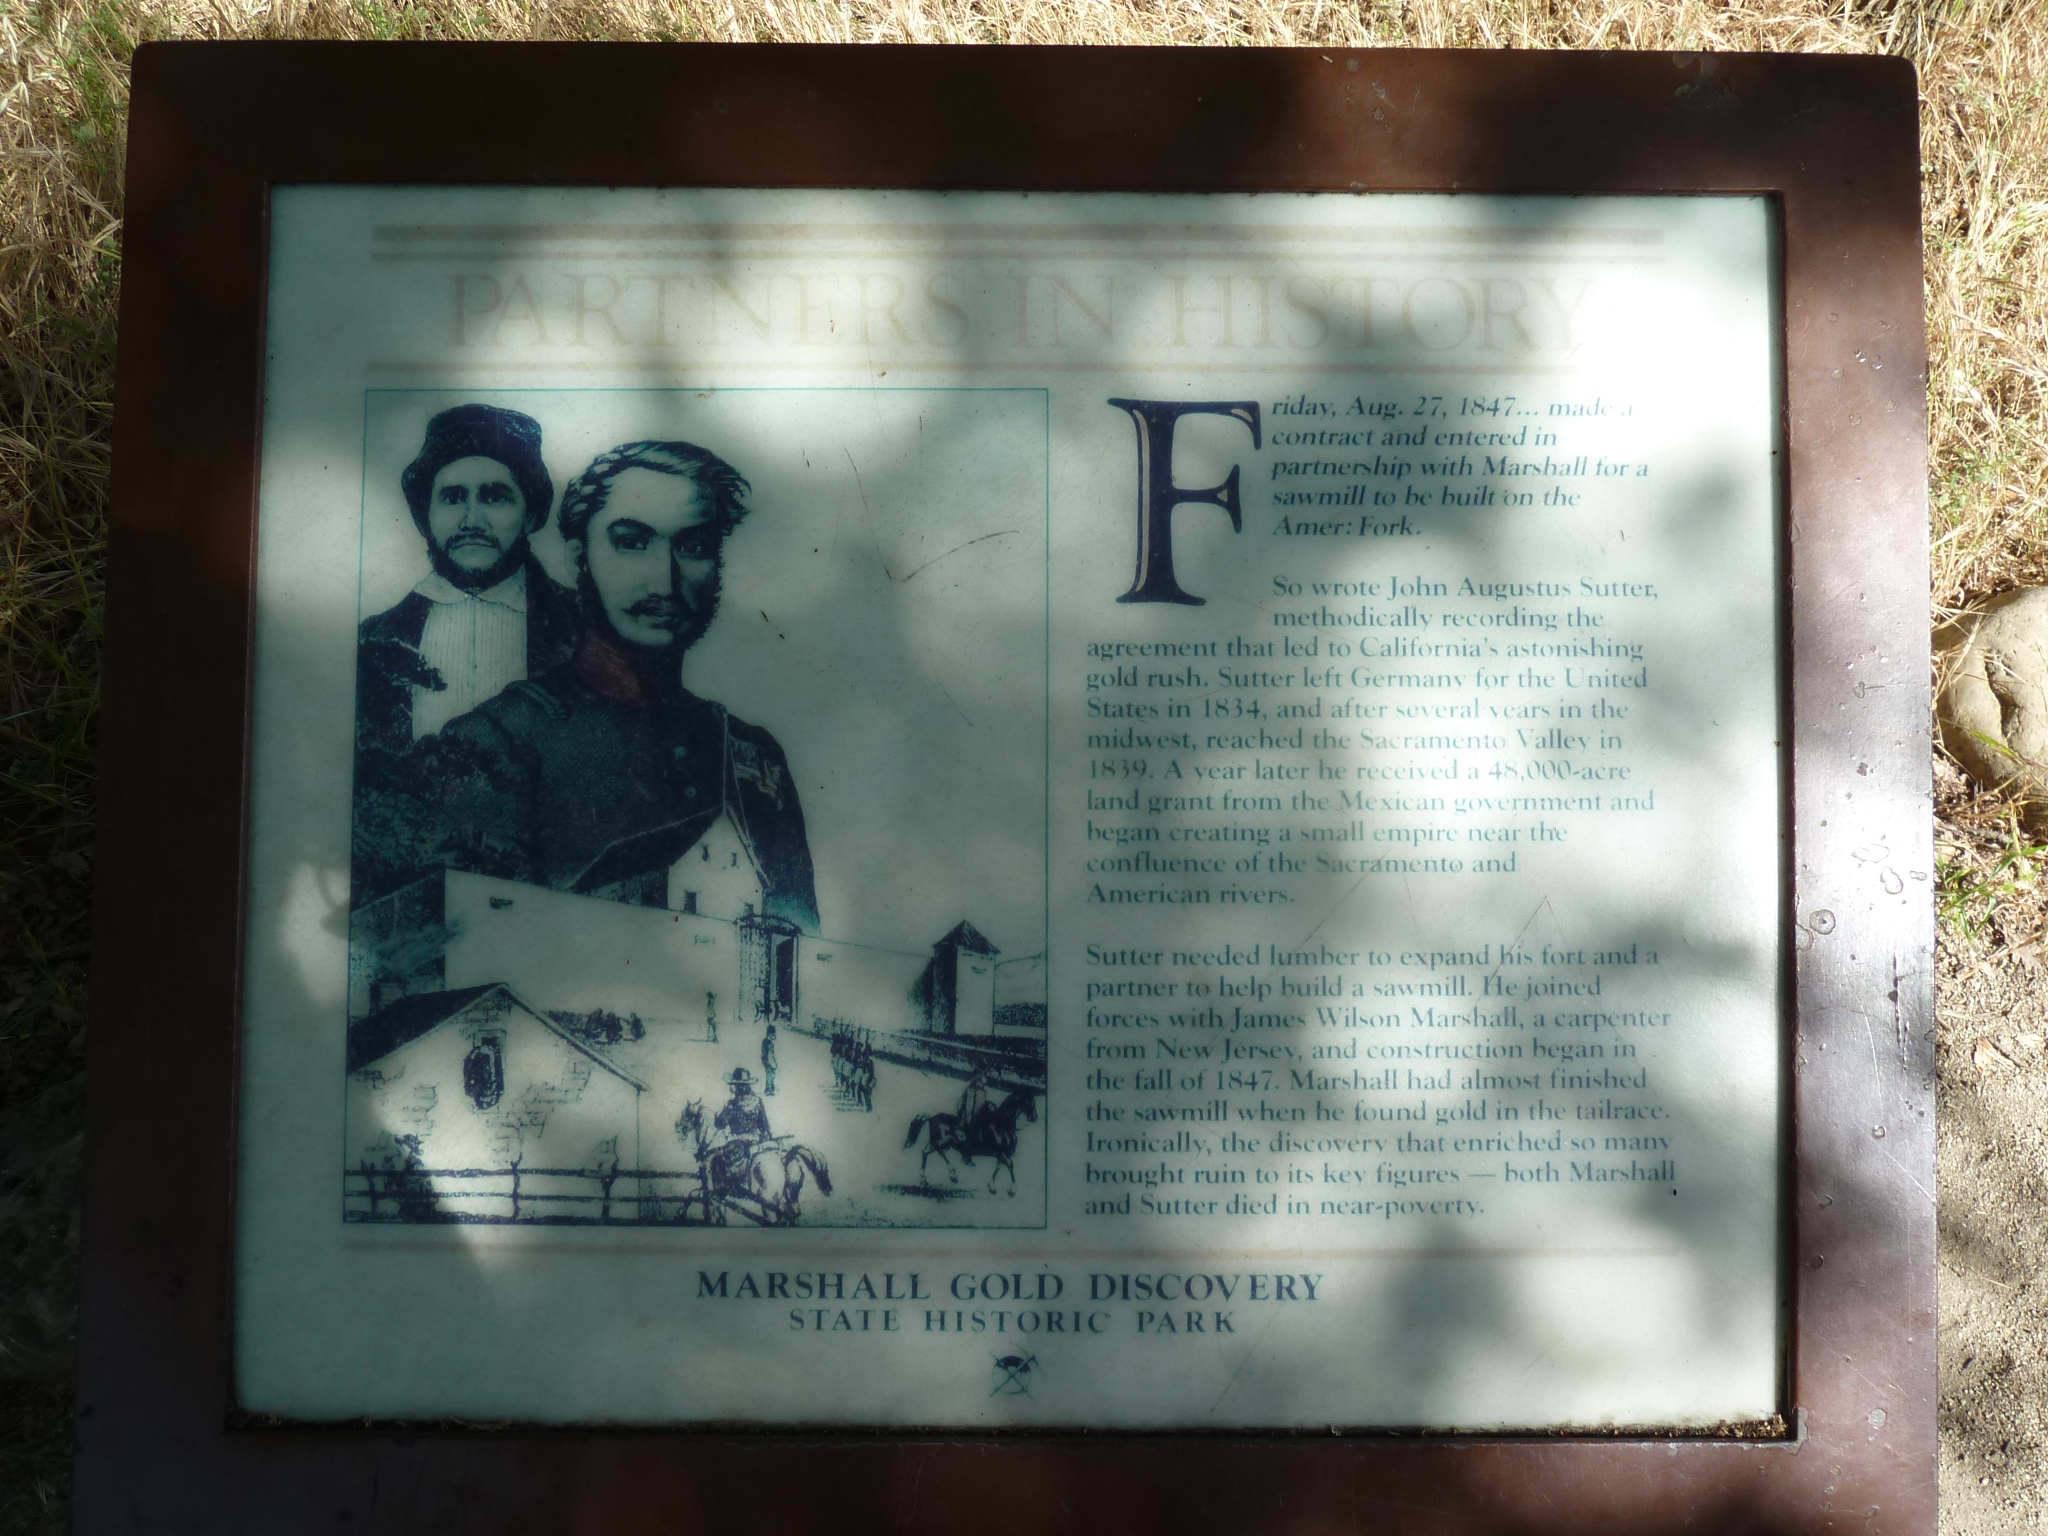 PARTNERS IN HISTORY
Friday, Aug. 27, 1847... made a
contract and entered in
partnership with Marshall for a
sawmill to be built on the
Amer: Fork.
So wrote John Augustus Sutter,
methodically recording the
agreement that led to California's astonishing
gold rush. Sutter left Germany for the United
States in 1834, and after several years in the
midwest, reached the Sacramento Valley in
1839. A year later he received a 48,000-acre
land grant from the Mexican government and
began creating a small empire near the
confluence of the Sacramento and
American rivers.
Sutter needed lumber to expand his fort and a
partner to help build a sawmill. He joined
forces with James Wilson Marshall, a carpenter
from New Jersey, and construction began in
the fall of 1847. Marshall had almost finished
the sawmill when he found gold in the tailrace.
Ironically, the discovery that enriched so many
brought ruin to its key figures — both Marshall
and Sutter died in near-poverty.
MARSHALL GOLD DISCOVERY
STATE HISTORIC PARK